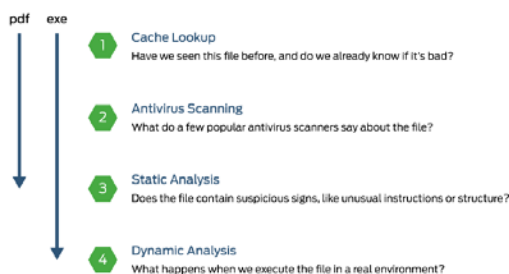 pdf exe
1
Cache Lookup
Have we seen this file before, and do we already know if it's bad?
2
Antivirus Scanning
What do a few popular antivirus scanners say about the file?
3
Static Analysis
Does the file contain suspicious signs, like unusual instructions or structure?
4
Dynamic Analysis
What happens when we execute the file in a real environment?